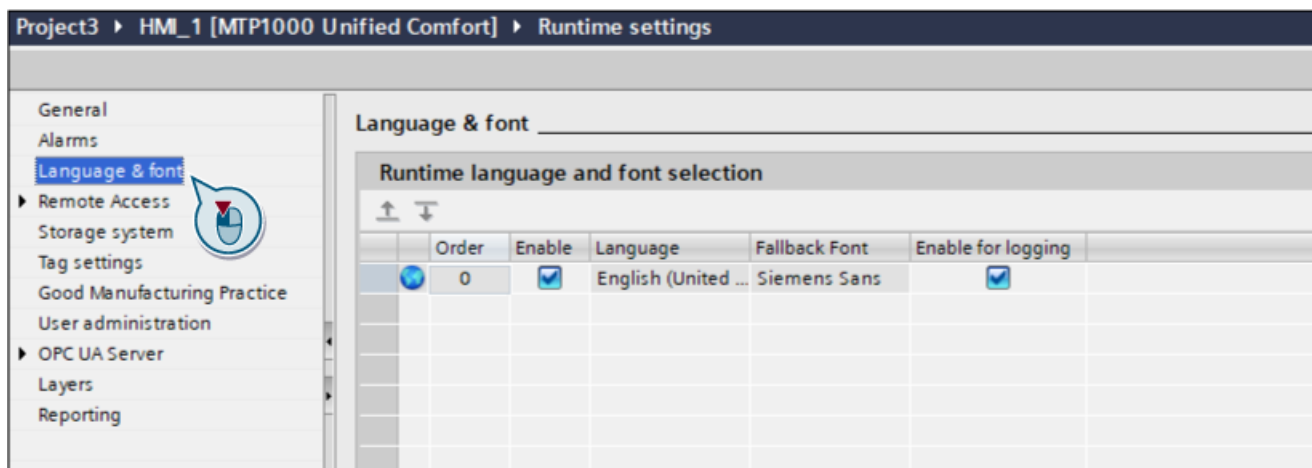 Project3 ▸ HMI_1 [MTP1000 Unified Comfort] ▸ Runtime settings
General
Alarms
Language & font
Remote Access
Storage system
Tag settings
Good Manufacturing Practice
User administration
OPC UA Server
Layers
Reporting
Language & font
Runtime language and font selection
Order Enable Language Fallback Font Enable for logging
0 English (United ... Siemens Sans